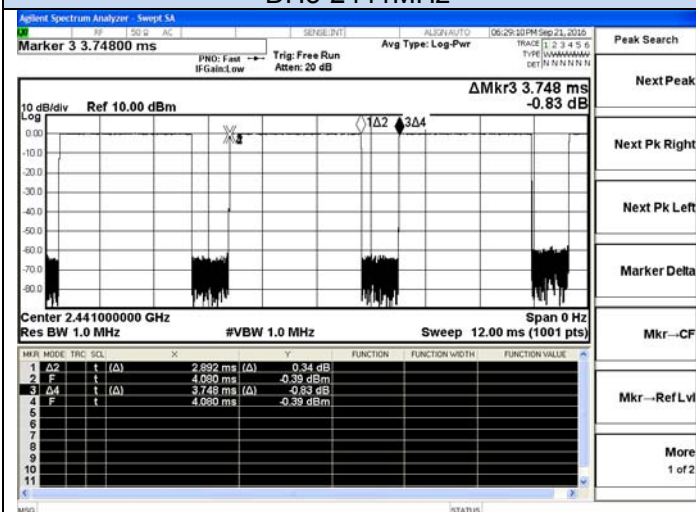 DH5-2441MHz
Agilent Spectrum Analyzer - Swept SA
RF 50 Ω AC SENSE:INT ALIGN AUTO 06:29:10 PM Sep 21, 2016
Marker 3 3.74800 ms
PNO: Fast
IFGain:Low
Trig: Free Run
Atten: 20 dB
Avg Type: Log-Pwr
TRACE 1 2 3 4 5 6
TYPE WWWWWW
DET N N N N N N
Peak Search
Next Peak
Next Pk Right
Next Pk Left
Marker Delta
Mkr→CF
Mkr→Ref Lvl
More
1 of 2
ΔMkr3 3.748 ms
-0.83 dB
10 dB/div Ref 10.00 dBm
Log
0.00
-10.0
-20.0
-30.0
-40.0
-50.0
-60.0
-70.0
-80.0
1Δ2 3Δ4
Center 2.441000000 GHz Span 0 Hz
Res BW 1.0 MHz #VBW 1.0 MHz Sweep 12.00 ms (1001 pts)
MKR MODE TRC SCL X Y FUNCTION FUNCTION WIDTH FUNCTION VALUE
1 Δ2 t (Δ) 2.892 ms (Δ) 0.34 dB
2 F t 4.080 ms -0.39 dBm
3 Δ4 t (Δ) 3.748 ms (Δ) -0.83 dB
4 F t 4.080 ms -0.39 dBm
5
6
7
8
9
10
11
MSG STATUS